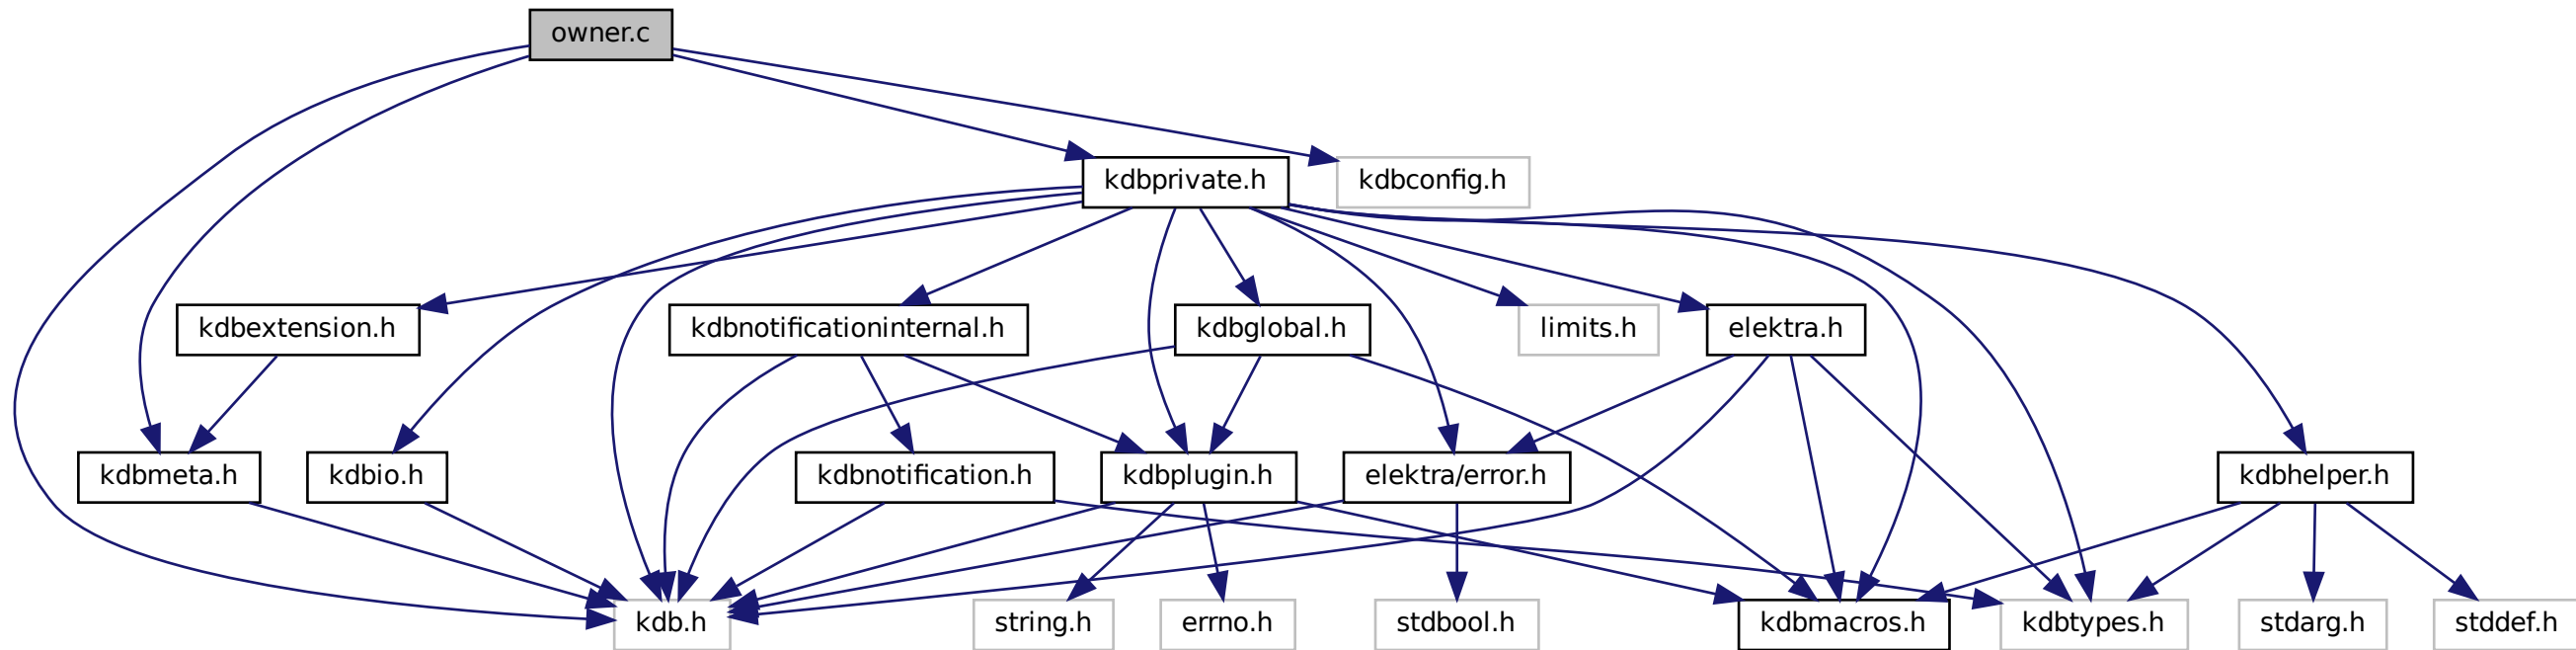 owner.c
kdbprivate.h
kdbconfig.h
kdbextension.h
kdbnotificationinternal.h
kdbglobal.h
limits.h
elektra.h
kdbmeta.h
kdbio.h
kdbnotification.h
kdbplugin.h
elektra/error.h
kdbhelper.h
kdb.h
string.h
errno.h
stdbool.h
kdbmacros.h
kdbtypes.h
stdarg.h
stddef.h